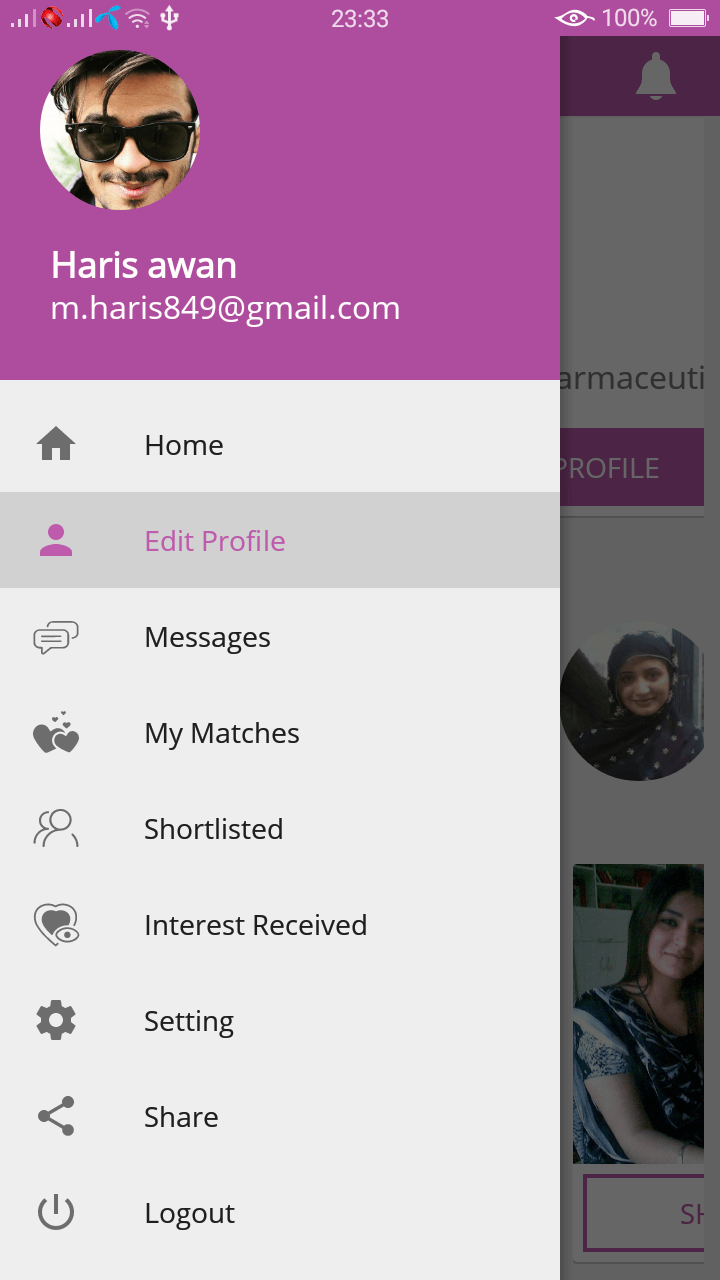 23:33
100%
Haris awan
m.haris849@gmail.com
armaceuti
Home
PROFILE
Edit Profile
Messages
My Matches
Shortlisted
Interest Received
Setting
Share
Logout
SH